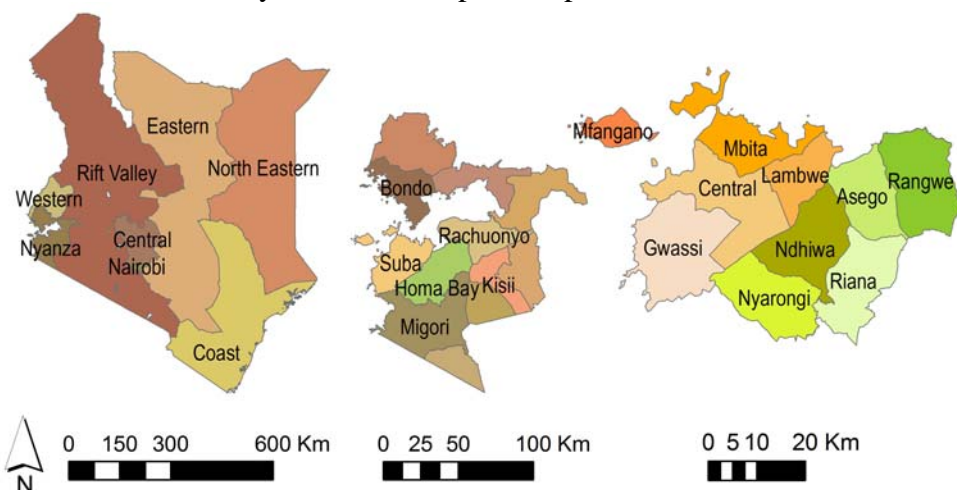 Eastern
North Eastern
Rift Valley
Western
Nyanza
Central
Nairobi
Coast
Bondo
Rachuonyo
Suba
Homa Bay
Kisii
Migori
Mfangano
Mbita
Central
Lambwe
Asego
Rangwe
Gwassi
Ndhiwa
Riana
Nyarongi
N
0 150 300 600 Km
0 25 50 100 Km
0 5 10 20 Km